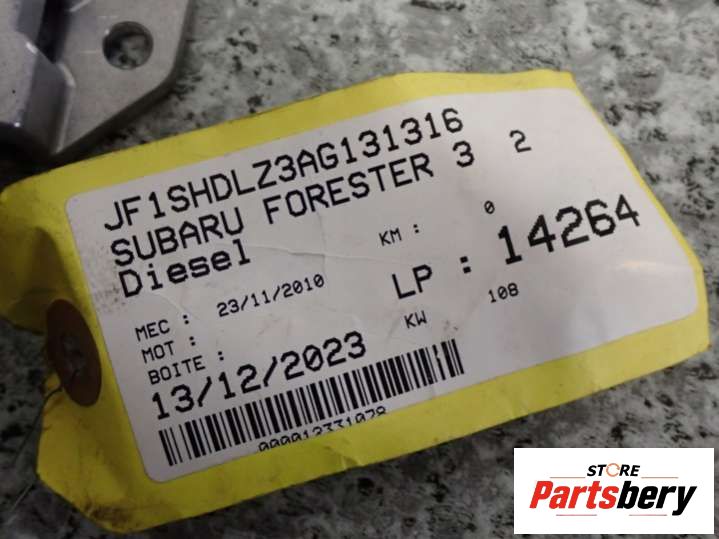 JF1SHDLZ3AG131316
SUBARU FORESTER 3 2
Diesel
KM : 0
MEC : 23/11/2010
LP : 14264
MOT :
KW 108
BOITE :
13/12/2023
000012331078
STORE
Partsbery